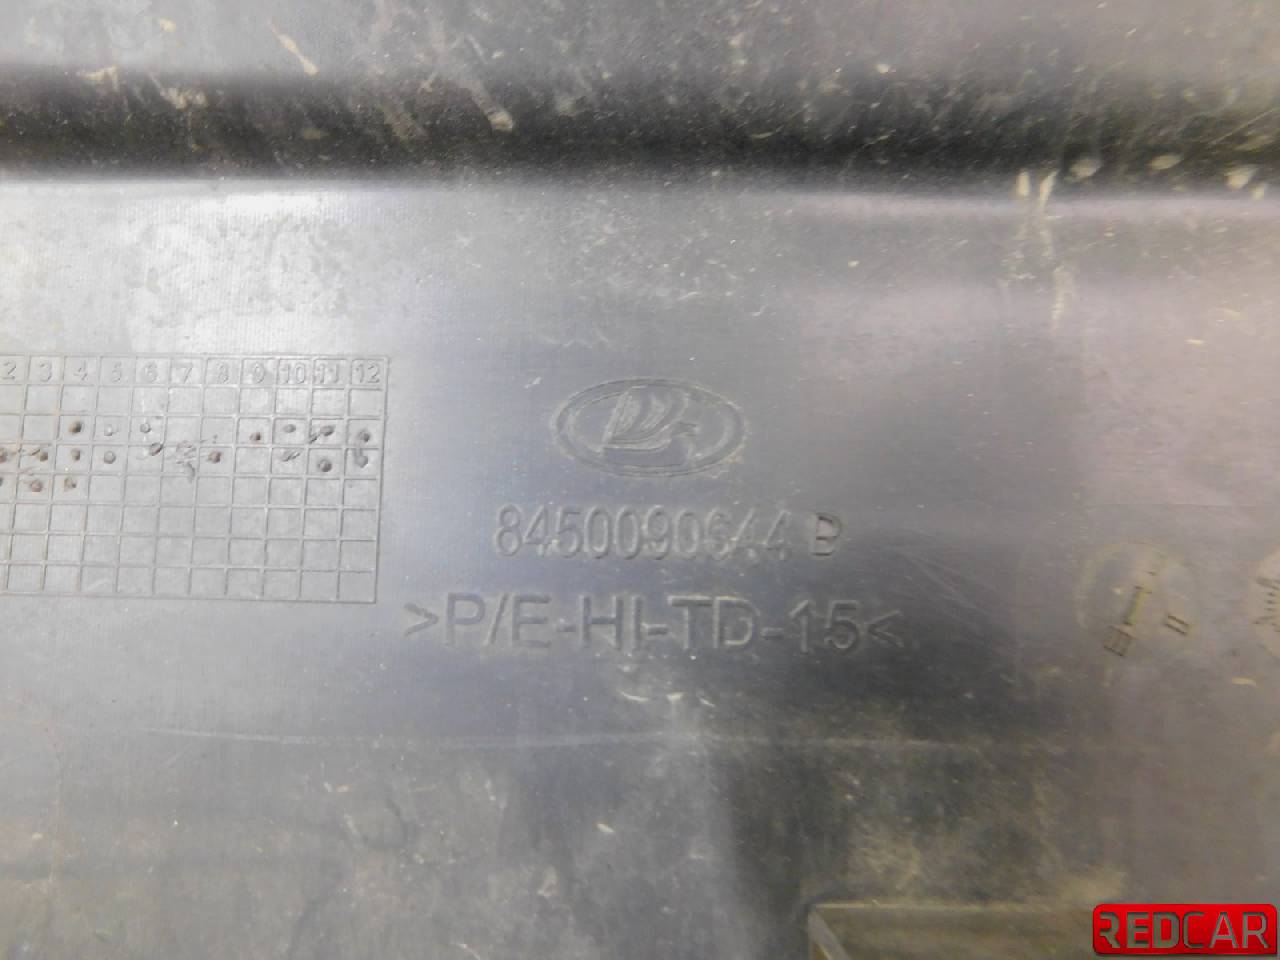 2 3 4 5 6 7 8 9 10 11 12
8450090644 B
>P/E-HI-TD-15<
REDCAR